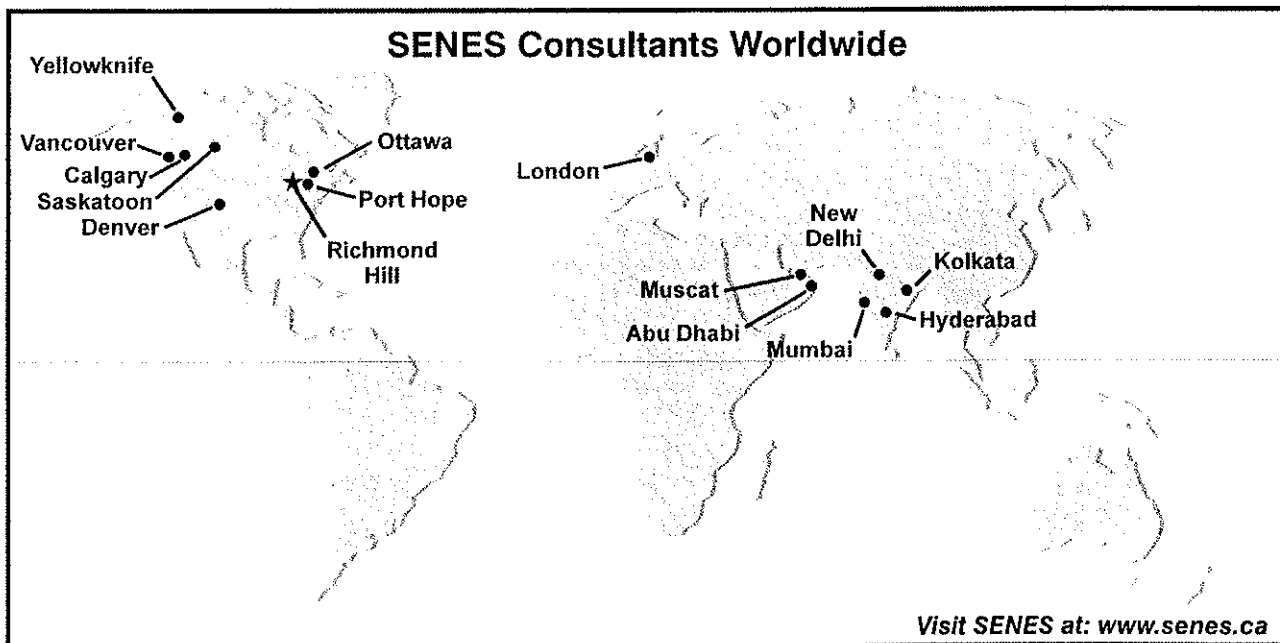 SENES Consultants Worldwide
Yellowknife
Vancouver
Calgary
Saskatoon
Denver
Ottawa
Port Hope
Richmond
Hill
London
New
Delhi
Kolkata
Muscat
Abu Dhabi
Hyderabad
Mumbai
Visit SENES at: www.senes.ca